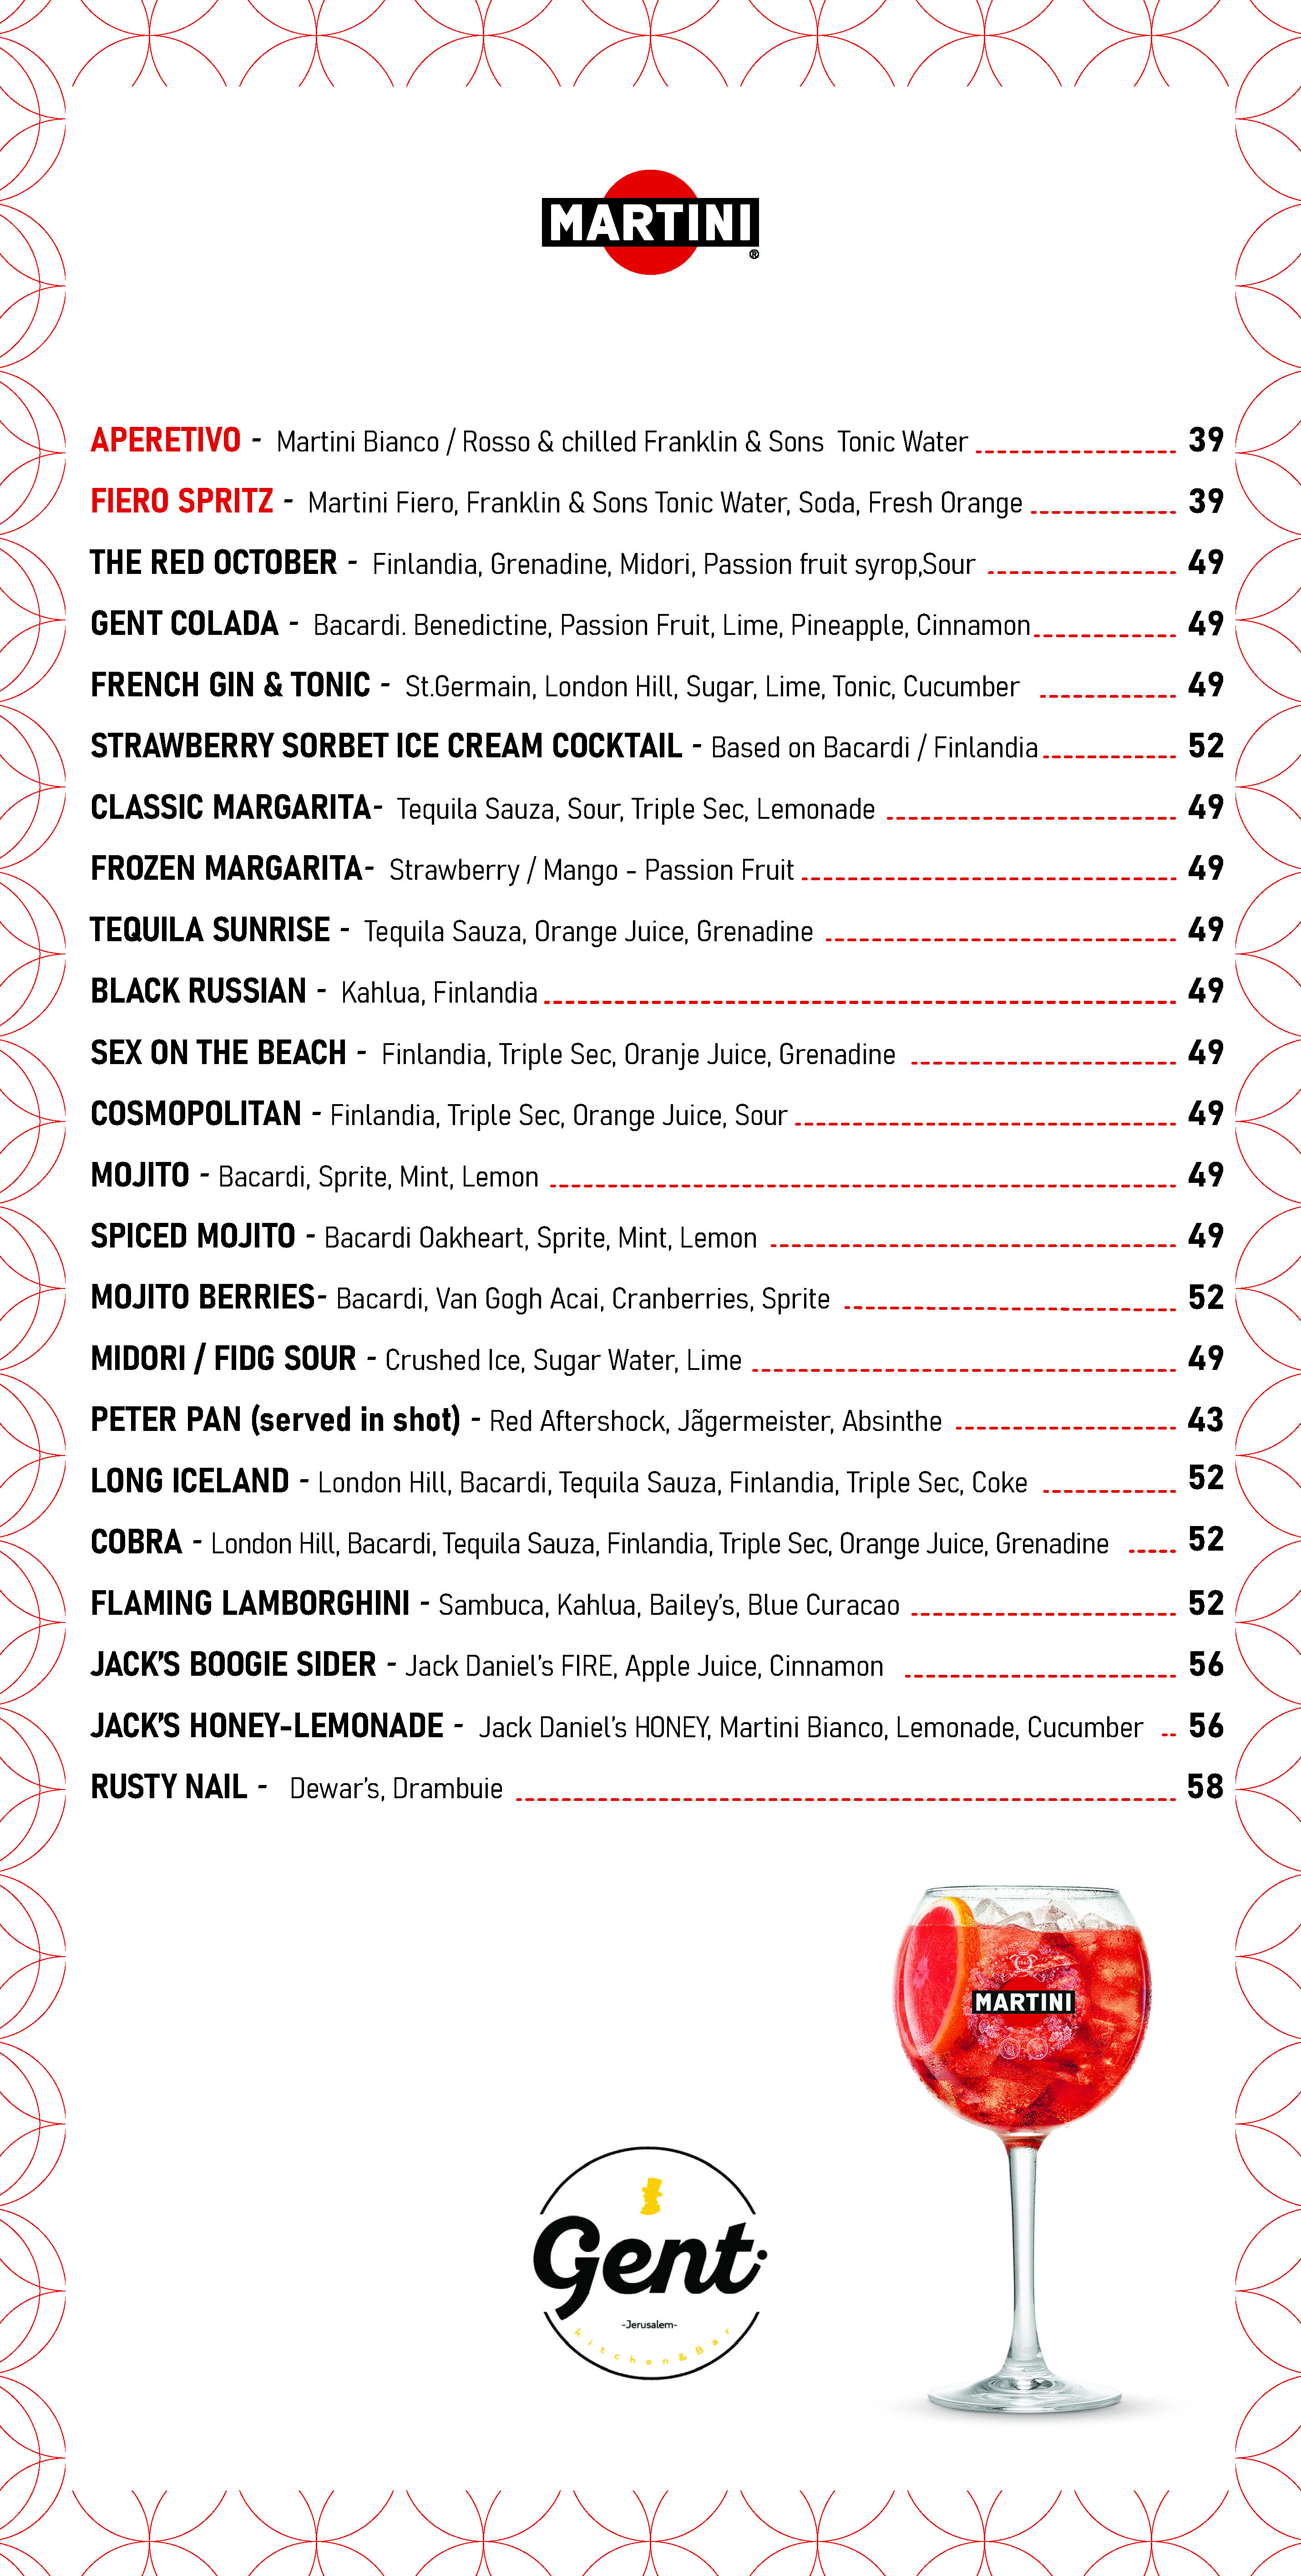 MARTINI
®
APERETIVO - Martini Bianco / Rosso & chilled Franklin & Sons Tonic Water 39
FIERO SPRITZ - Martini Fiero, Franklin & Sons Tonic Water, Soda, Fresh Orange 39
THE RED OCTOBER - Finlandia, Grenadine, Midori, Passion fruit syrop,Sour 49
GENT COLADA - Bacardi. Benedictine, Passion Fruit, Lime, Pineapple, Cinnamon 49
FRENCH GIN & TONIC - St.Germain, London Hill, Sugar, Lime, Tonic, Cucumber 49
STRAWBERRY SORBET ICE CREAM COCKTAIL - Based on Bacardi / Finlandia 52
CLASSIC MARGARITA- Tequila Sauza, Sour, Triple Sec, Lemonade 49
FROZEN MARGARITA- Strawberry / Mango - Passion Fruit 49
TEQUILA SUNRISE - Tequila Sauza, Orange Juice, Grenadine 49
BLACK RUSSIAN - Kahlua, Finlandia 49
SEX ON THE BEACH - Finlandia, Triple Sec, Oranje Juice, Grenadine 49
COSMOPOLITAN - Finlandia, Triple Sec, Orange Juice, Sour 49
MOJITO - Bacardi, Sprite, Mint, Lemon 49
SPICED MOJITO - Bacardi Oakheart, Sprite, Mint, Lemon 49
MOJITO BERRIES- Bacardi, Van Gogh Acai, Cranberries, Sprite 52
MIDORI / FIDG SOUR - Crushed Ice, Sugar Water, Lime 49
PETER PAN (served in shot) - Red Aftershock, Jãgermeister, Absinthe 43
LONG ICELAND - London Hill, Bacardi, Tequila Sauza, Finlandia, Triple Sec, Coke 52
COBRA - London Hill, Bacardi, Tequila Sauza, Finlandia, Triple Sec, Orange Juice, Grenadine 52
FLAMING LAMBORGHINI - Sambuca, Kahlua, Bailey's, Blue Curacao 52
JACK'S BOOGIE SIDER - Jack Daniel's FIRE, Apple Juice, Cinnamon 56
JACK'S HONEY-LEMONADE - Jack Daniel's HONEY, Martini Bianco, Lemonade, Cucumber 56
RUSTY NAIL - Dewar's, Drambuie 58
MARTINI
Gent.
-Jerusalem-
kitchen&Bar